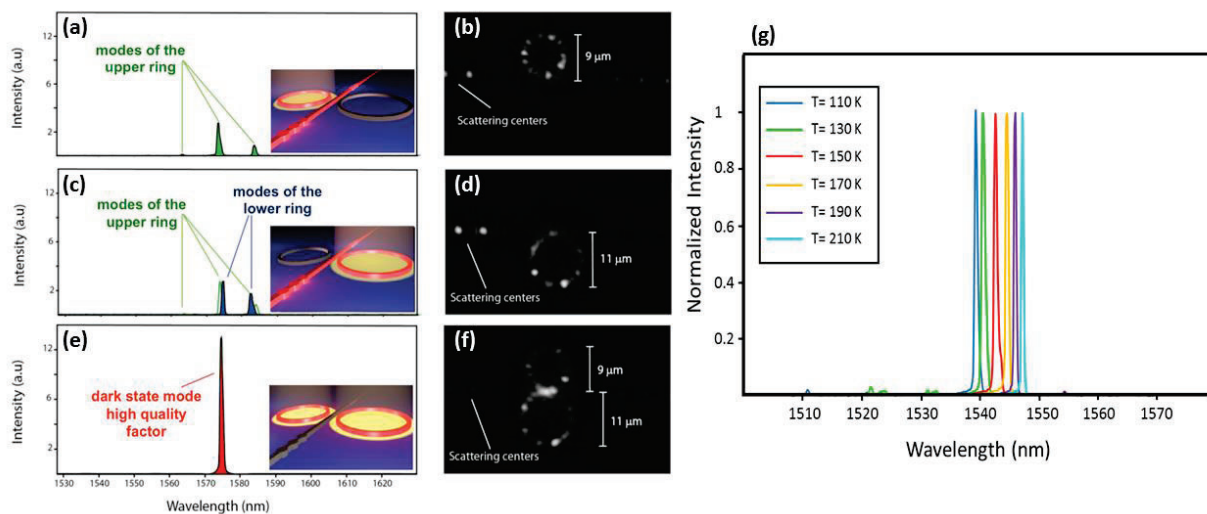 (a)
Intensity (a.u)
12
6
2
modes of the
upper ring
(b)
9 μm
Scattering centers
(c)
Intensity (a.u)
12
6
2
modes of the
upper ring
modes of the
lower ring
(d)
11 μm
Scattering centers
(e)
Intensity (a.u)
12
6
2
dark state mode
high quality
factor
1530 1540 1550 1560 1570 1580 1590 1600 1610 1620
Wavelength (nm)
(f)
9 μm
11 μm
Scattering centers
(g)
Normalized Intensity
1
0.8
0.6
0.4
0.2
T= 110 K
T= 130 K
T= 150 K
T= 170 K
T= 190 K
T= 210 K
1510 1520 1530 1540 1550 1560 1570
Wavelength (nm)